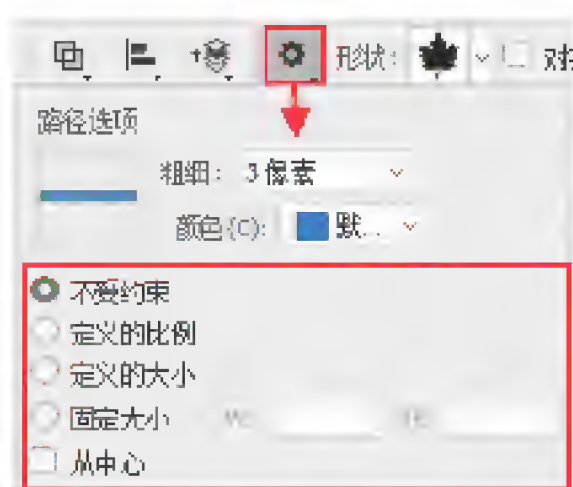 形状：
路径选项
粗细： 3 像素
颜色(C): 默...
不受约束
定义的比例
定义的大小
固定大小 W:
从中心